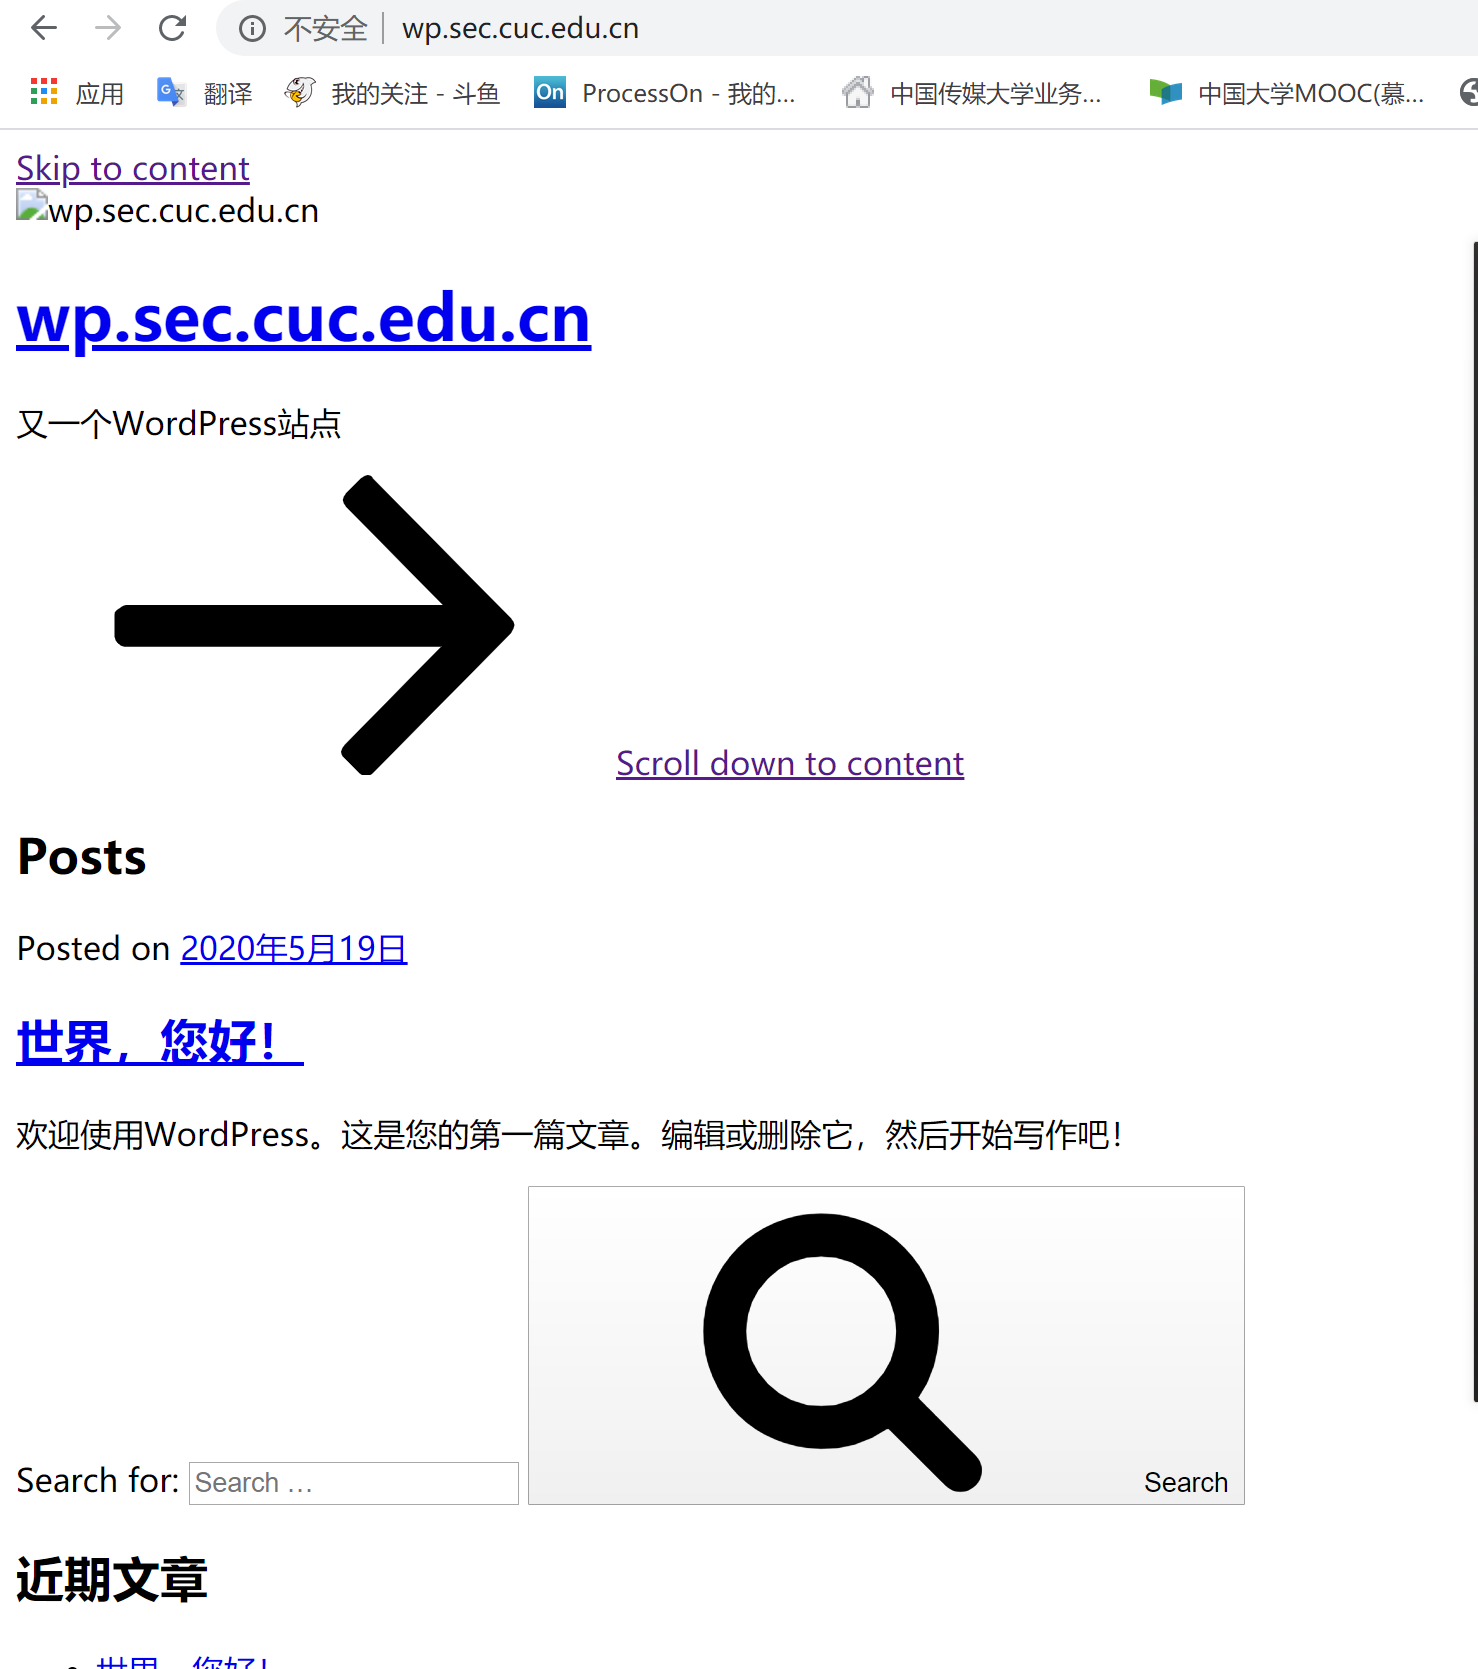 不安全 wp.sec.cuc.edu.cn
应用 翻译 我的关注 - 斗鱼 On ProcessOn - 我的... 中国传媒大学业务... 中国大学MOOC(慕...
Skip to content
wp.sec.cuc.edu.cn
wp.sec.cuc.edu.cn
又一个WordPress站点
Scroll down to content
Posts
Posted on 2020年5月19日
世界，您好！
欢迎使用WordPress。这是您的第一篇文章。编辑或删除它，然后开始写作吧！
Search for: Search … Search
近期文章
世界，您好！